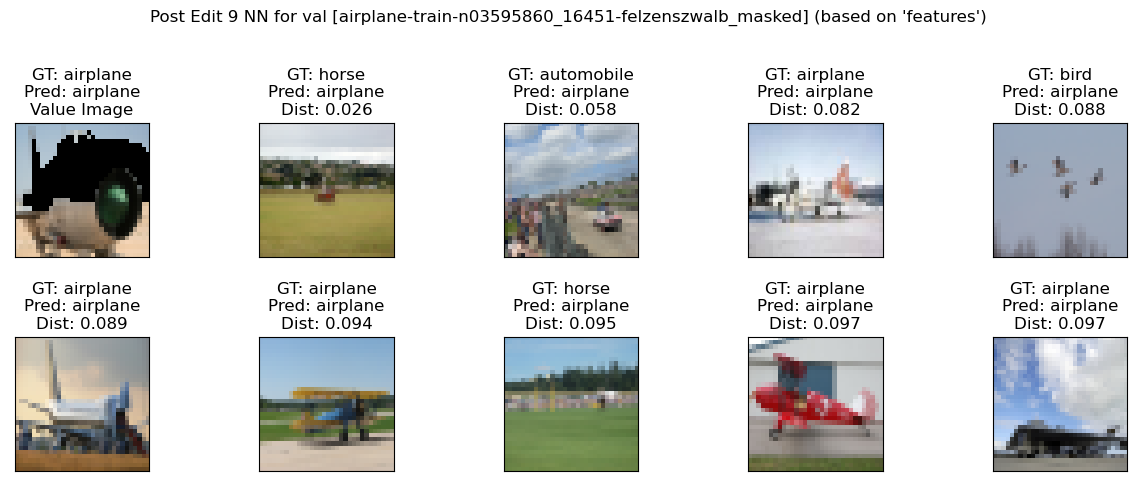 Post Edit 9 NN for val [airplane-train-n03595860_16451-felzenszwalb_masked] (based on 'features')
GT: airplane
Pred: airplane
Value Image
GT: horse
Pred: airplane
Dist: 0.026
GT: automobile
Pred: airplane
Dist: 0.058
GT: airplane
Pred: airplane
Dist: 0.082
GT: bird
Pred: airplane
Dist: 0.088
GT: airplane
Pred: airplane
Dist: 0.089
GT: airplane
Pred: airplane
Dist: 0.094
GT: horse
Pred: airplane
Dist: 0.095
GT: airplane
Pred: airplane
Dist: 0.097
GT: airplane
Pred: airplane
Dist: 0.097